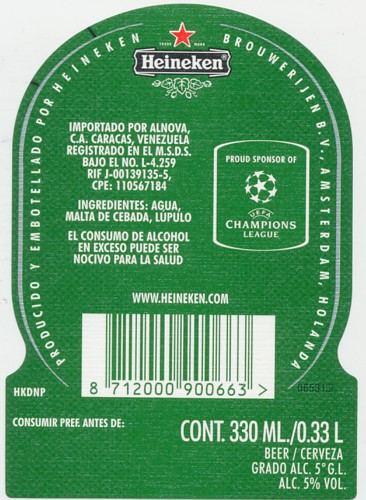 PRODUCIDO Y EMBOTELLADO POR HEINEKEN BROUWERIJEN B.V., AMSTERDAM, HOLANDA
TRADE MARK
Heineken®
IMPORTADO POR ALNOVA,
C.A. CARACAS, VENEZUELA
REGISTRADO EN EL M.S.D.S.
BAJO EL NO. L-4.259
RIF J-00139135-5,
CPE: 110567184
INGREDIENTES: AGUA,
MALTA DE CEBADA, LÚPULO
EL CONSUMO DE ALCOHOL
EN EXCESO PUEDE SER
NOCIVO PARA LA SALUD
PROUD SPONSOR OF
UEFA
CHAMPIONS
LEAGUE
WWW.HEINEKEN.COM
8 712000 900663 >
HKDNP
CONSUMIR PREF. ANTES DE:
CONT. 330 ML./0.33 L
BEER / CERVEZA
GRADO ALC. 5° G.L.
ALC. 5% VOL.